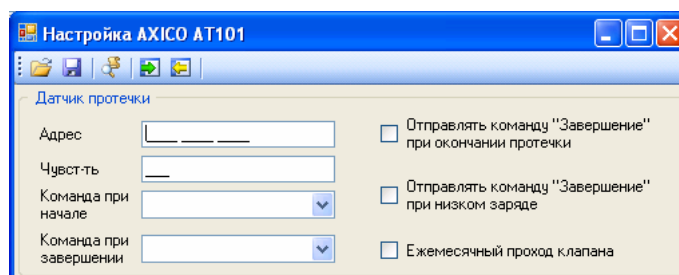 Настройка AXICO AT101
Датчик протечки
Адрес
Чувст-ть
Команда при
начале
Команда при
завершении
Отправлять команду "Завершение"
при окончании протечки
Отправлять команду "Завершение"
при низком заряде
Ежемесячный проход клапана